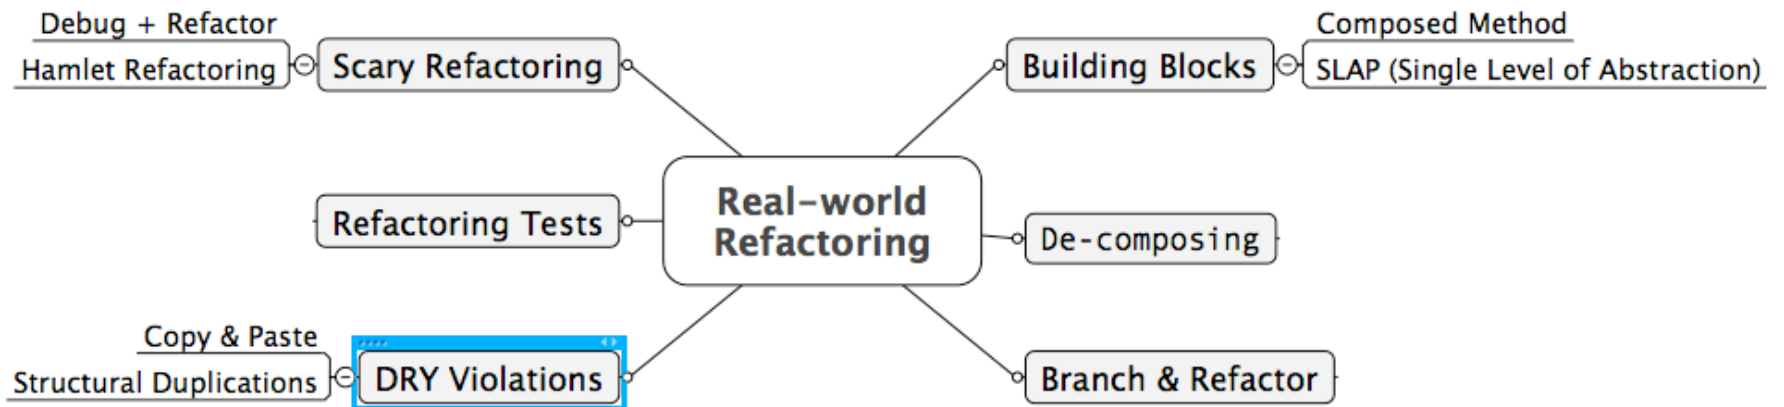 Debug + Refactor
Hamlet Refactoring
Scary Refactoring
Building Blocks
Composed Method
SLAP (Single Level of Abstraction)
Real-world
Refactoring
Refactoring Tests
De-composing
Copy & Paste
Structural Duplications
DRY Violations
Branch & Refactor